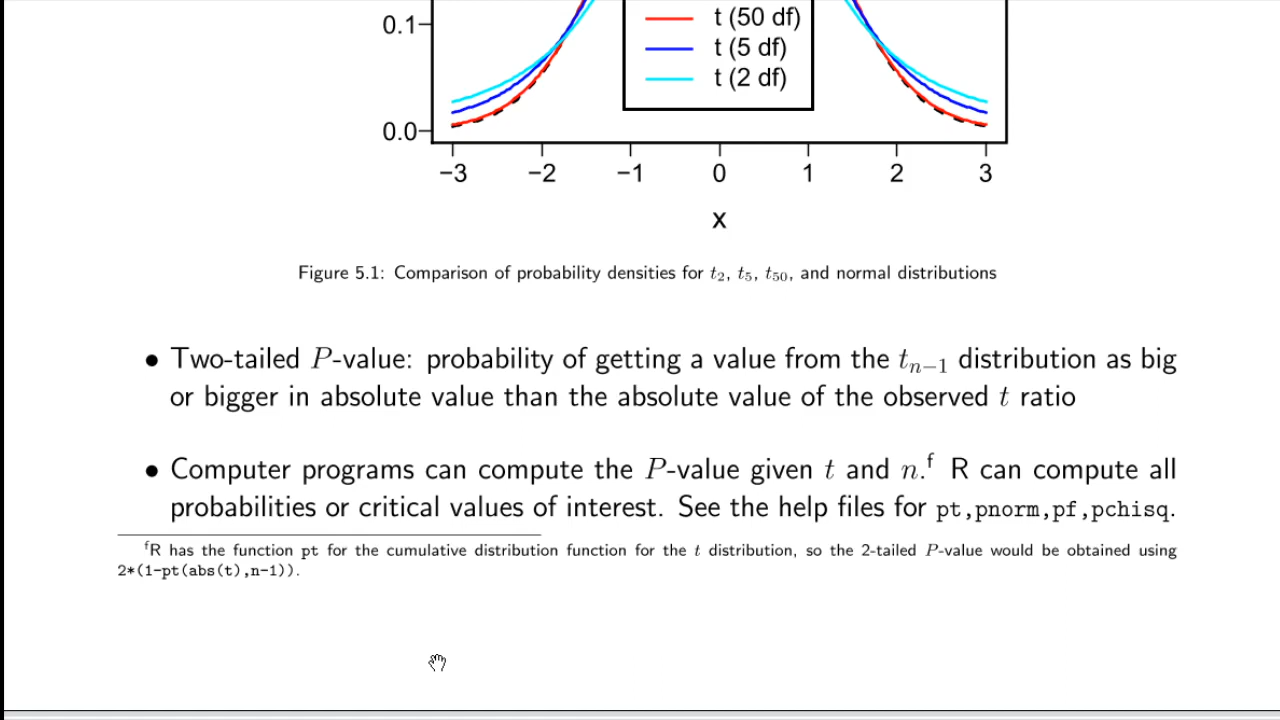 0.1
t (50 df)
t (5 df)
t (2 df)
0.0
−3 −2 −1 0 1 2 3
x
Figure 5.1: Comparison of probability densities for t2, t5, t50, and normal distributions
• Two-tailed P-value: probability of getting a value from the tn−1 distribution as big
or bigger in absolute value than the absolute value of the observed t ratio
• Computer programs can compute the P-value given t and n.f R can compute all
probabilities or critical values of interest. See the help files for pt,pnorm,pf,pchisq.
fR has the function pt for the cumulative distribution function for the t distribution, so the 2-tailed P-value would be obtained using
2*(1-pt(abs(t),n-1)).